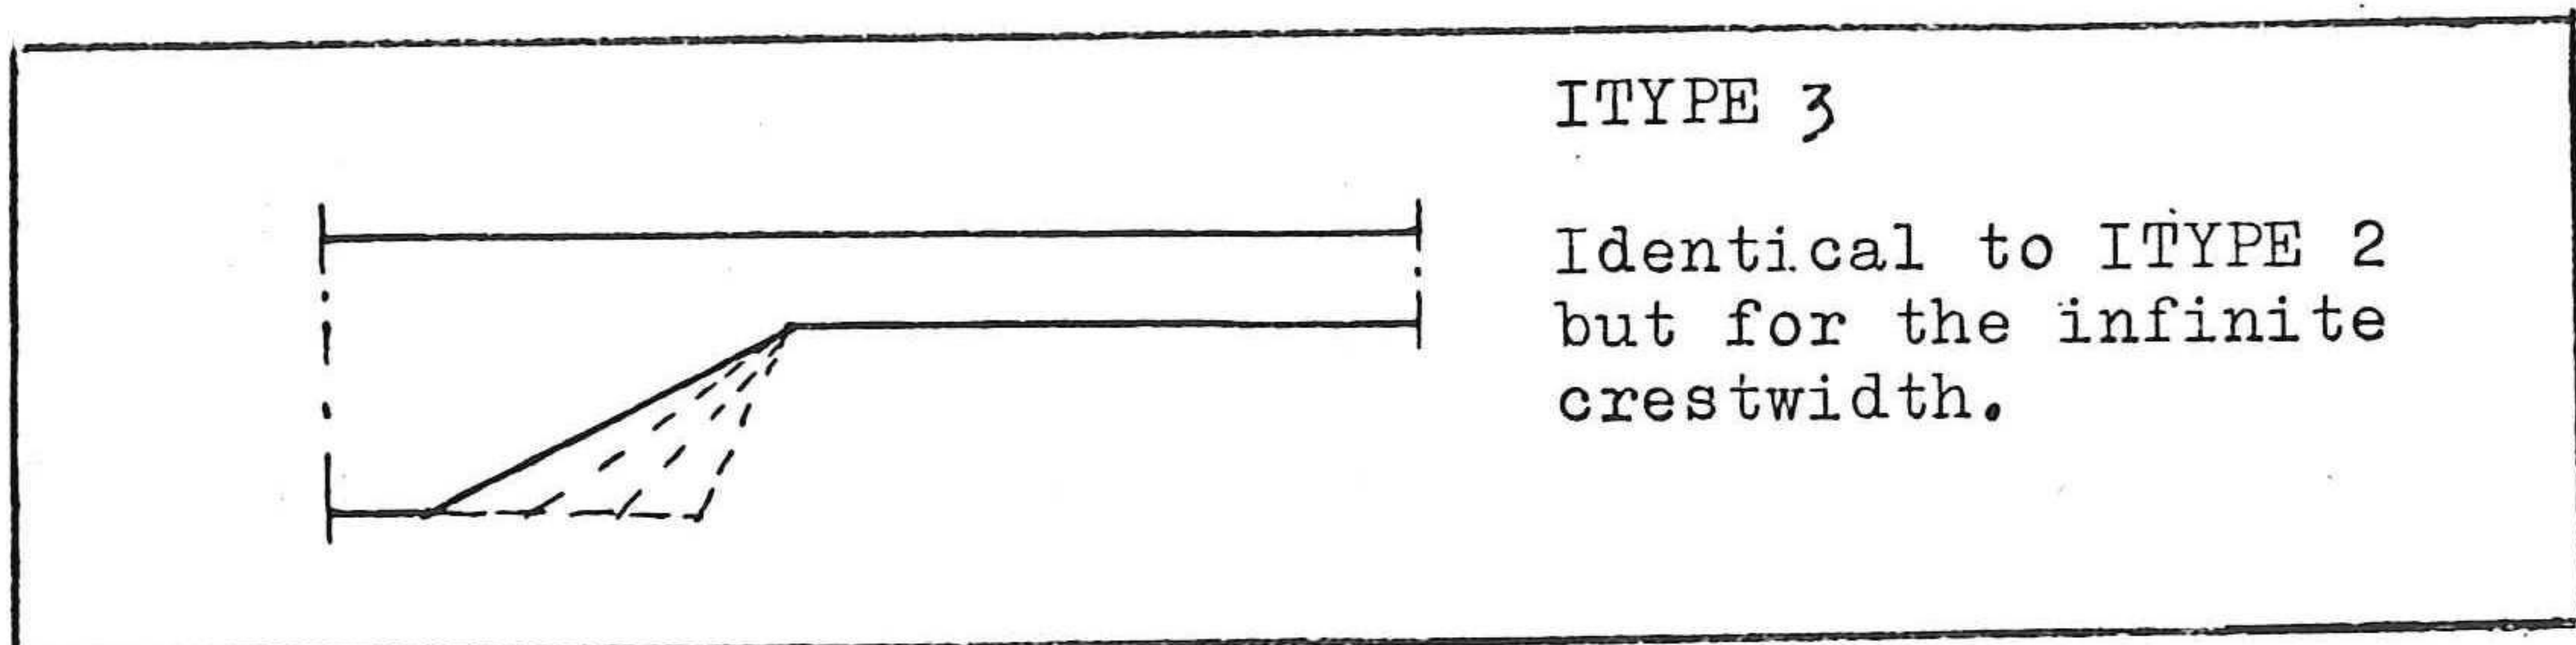 ITYPE 3
Identical to ITYPE 2
but for the infinite
crestwidth.